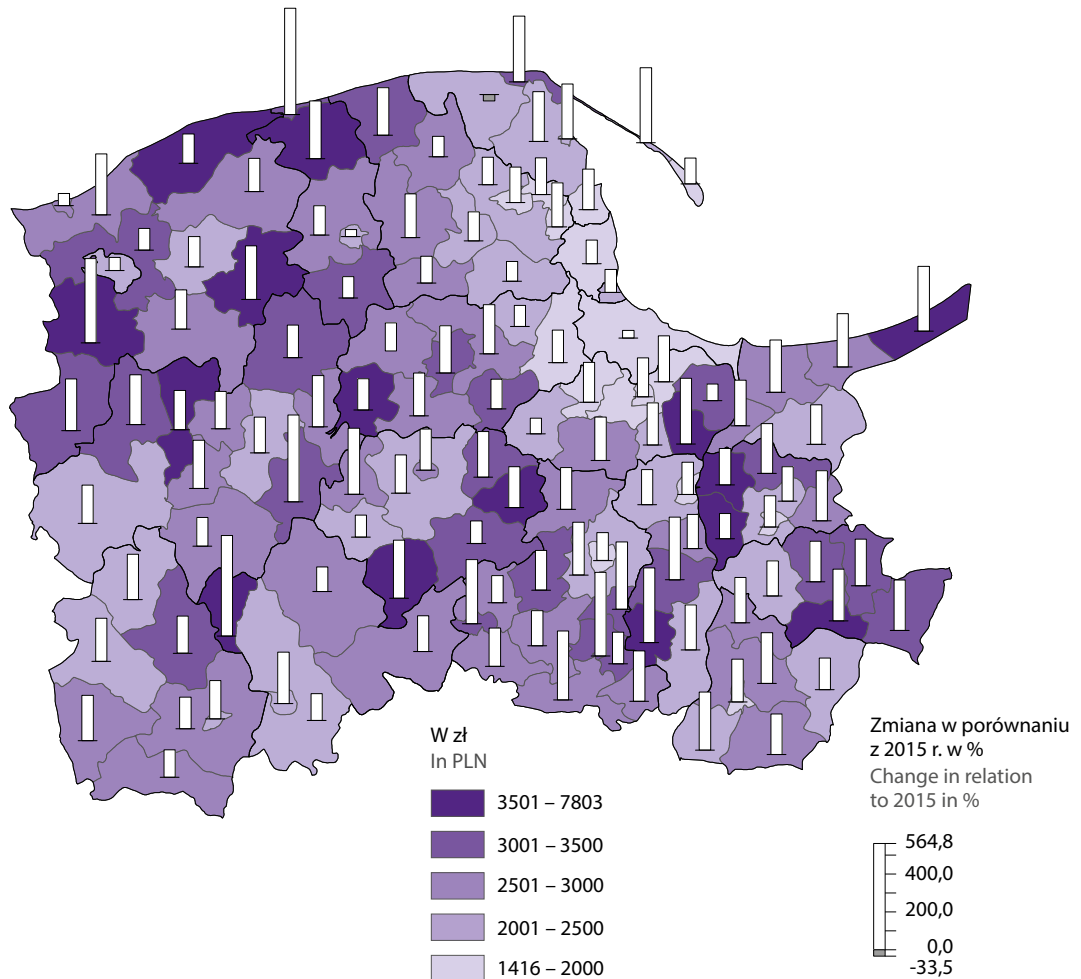 W zł
In PLN
3501 – 7803
3001 – 3500
2501 – 3000
2001 – 2500
1416 – 2000
Zmiana w porównaniu
z 2015 r. w %
Change in relation
to 2015 in %
564,8
400,0
200,0
0,0
-33,5